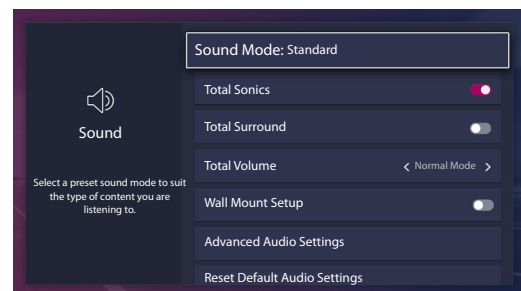 Sound Mode: Standard
Total Sonics
Total Surround
Total Volume
Normal Mode
Wall Mount Setup
Advanced Audio Settings
Reset Default Audio Settings
Sound
Select a preset sound mode to suit
the type of content you are
listening to.